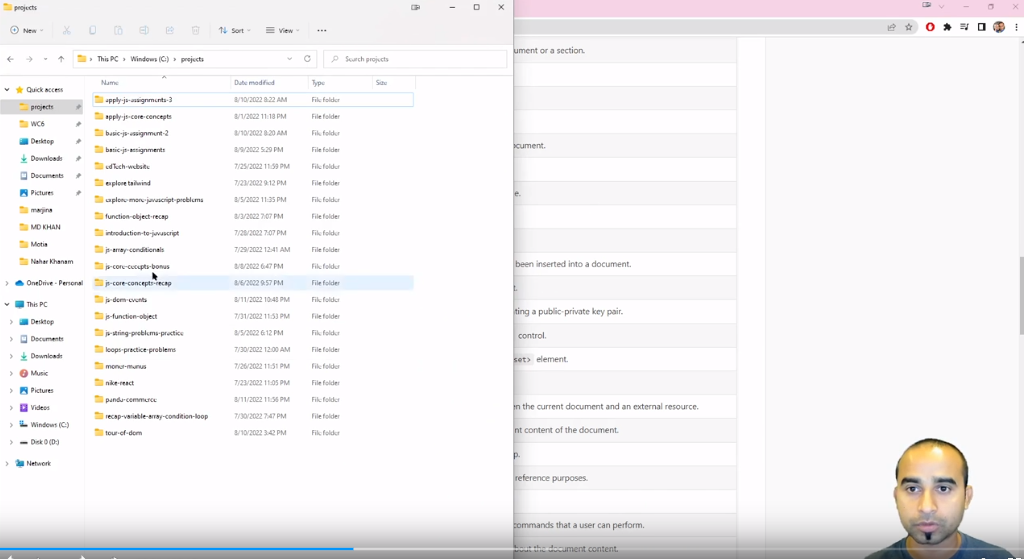 projects
New
Sort
View
This PC > Windows (C:) > projects
Search projects
Name Date modified Type Size
Quick access
projects
WC6
Desktop
Downloads
Documents
Pictures
marjina
MD KHAN
Motia
Nahar Khanam
OneDrive - Personal
This PC
Desktop
Documents
Downloads
Music
Pictures
Videos
Windows (C:)
Disk 0 (D:)
Network
apply-js-assignments-3 8/10/2022 8:22 AM File folder
apply-js-core-concepts 8/1/2022 11:18 PM File folder
basic-js-assignment-2 8/10/2022 8:20 AM File folder
basic-js-assignments 8/9/2022 5:29 PM File folder
edTech-website 7/25/2022 11:59 PM File folder
explore tailwind 7/23/2022 9:12 PM File folder
explore-more-javascript-problems 8/5/2022 11:35 PM File folder
function-object-recap 8/3/2022 7:07 PM File folder
introduction-to-javascript 7/28/2022 7:07 PM File folder
js-array-conditionals 7/29/2022 12:41 AM File folder
js-core-cocepts-bonus 8/8/2022 6:47 PM File folder
js-core-concepts-recap 8/6/2022 9:57 PM File folder
js-dom-events 8/11/2022 10:48 PM File folder
js-function-object 7/31/2022 11:51 PM File folder
js-string-problems-practice 8/5/2022 6:12 PM File folder
loops-practice-problems 7/30/2022 12:00 AM File folder
moner-manus 7/26/2022 11:51 PM File folder
nike-react 7/23/2022 11:05 PM File folder
panda-commerce 8/11/2022 11:56 PM File folder
recap-variable-array-condition-loop 7/30/2022 7:47 PM File folder
tour-of-dom 8/10/2022 3:42 PM File folder
ument or a section.
ocument.
e.
been inserted into a document.
t.
ting a public-private key pair.
control.
set> element.
en the current document and an external resource.
nt content of the document.
p.
reference purposes.
commands that a user can perform.
bout the document content.